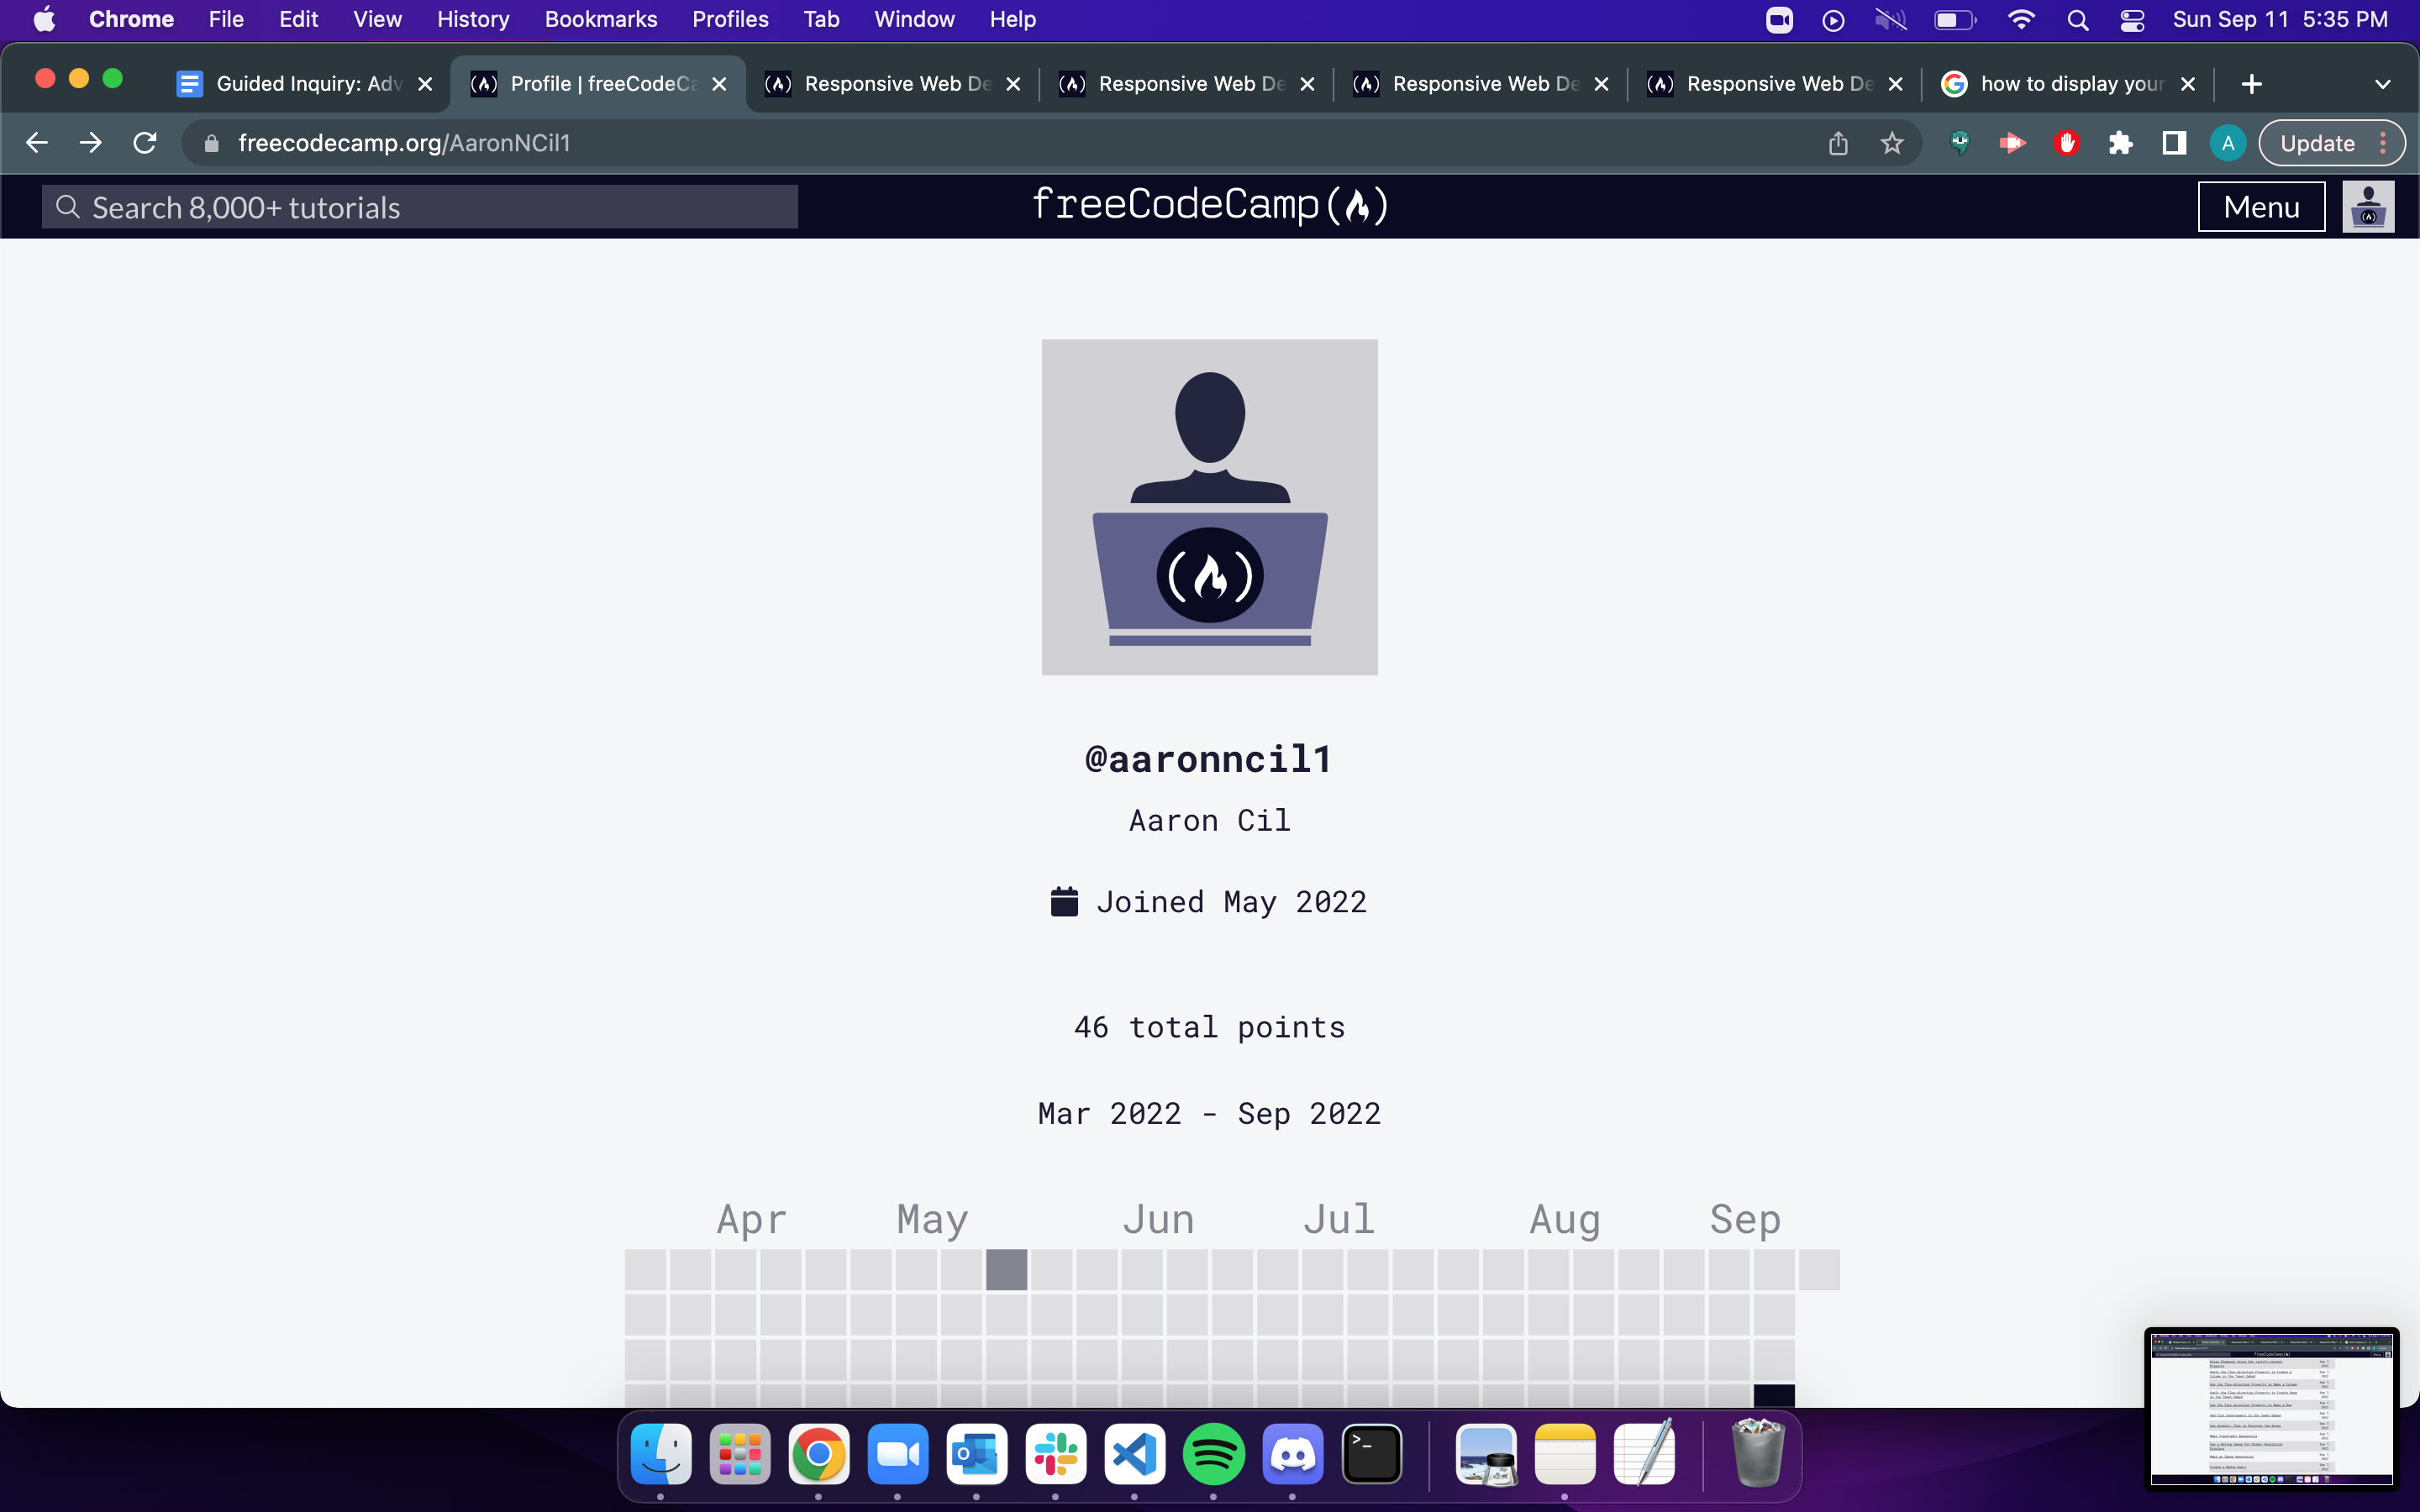 Chrome File Edit View History Bookmarks Profiles Tab Window Help Sun Sep 11 5:35 PM
Guided Inquiry: Adv Profile | freeCodeCa Responsive Web De Responsive Web De Responsive Web De Responsive Web De how to display your
freecodecamp.org/AaronNCil1 A Update
Search 8,000+ tutorials freeCodeCamp Menu
@aaronncil1
Aaron Cil
Joined May 2022
46 total points
Mar 2022 - Sep 2022
Apr May Jun Jul Aug Sep